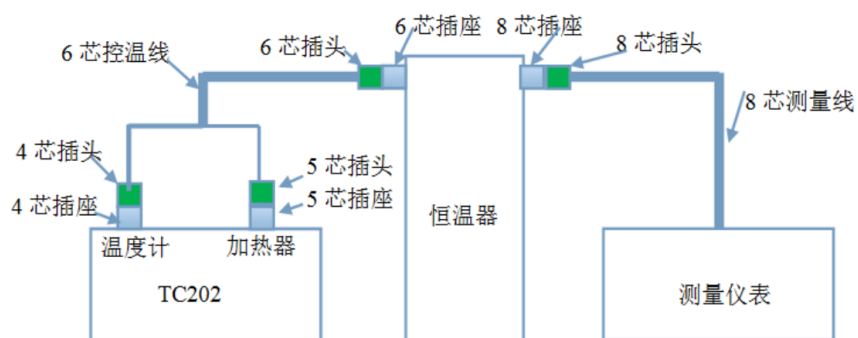 6 芯插头
6 芯插座
8 芯插座
8 芯插头
6 芯控温线
8 芯测量线
4 芯插头
5 芯插头
4 芯插座
5 芯插座
恒温器
温度计
加热器
TC202
测量仪表